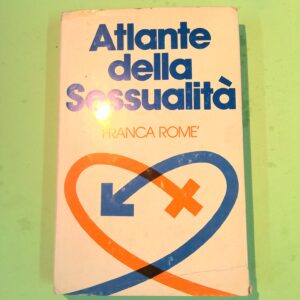 Atlante
della
Sessualità
FRANCA ROME'